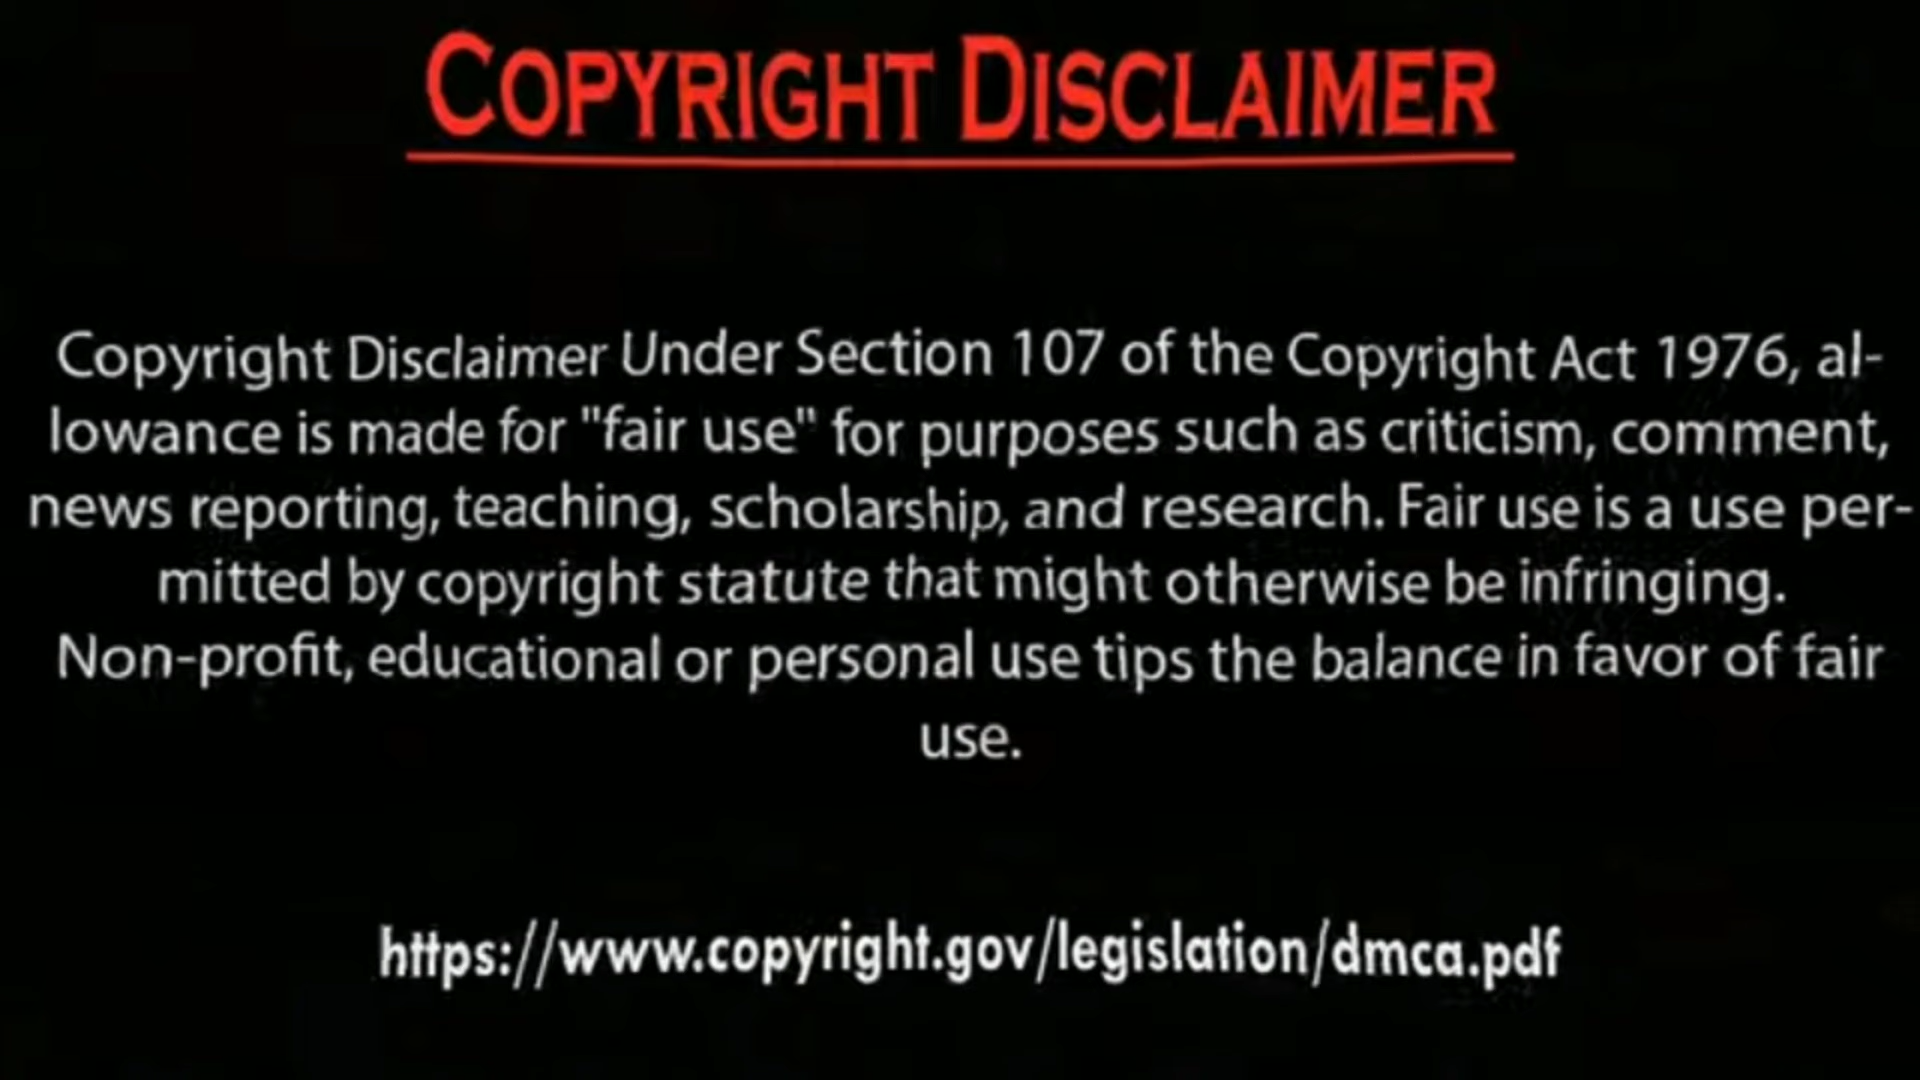 COPYRIGHT DISCLAIMER
Copyright Disclaimer Under Section 107 of the Copyright Act 1976, al-
lowance is made for "fair use" for purposes such as criticism, comment,
news reporting, teaching, scholarship, and research. Fair use is a use per-
mitted by copyright statute that might otherwise be infringing.
Non-profit, educational or personal use tips the balance in favor of fair
use.
https://www.copyright.gov/legislation/dmca.pdf